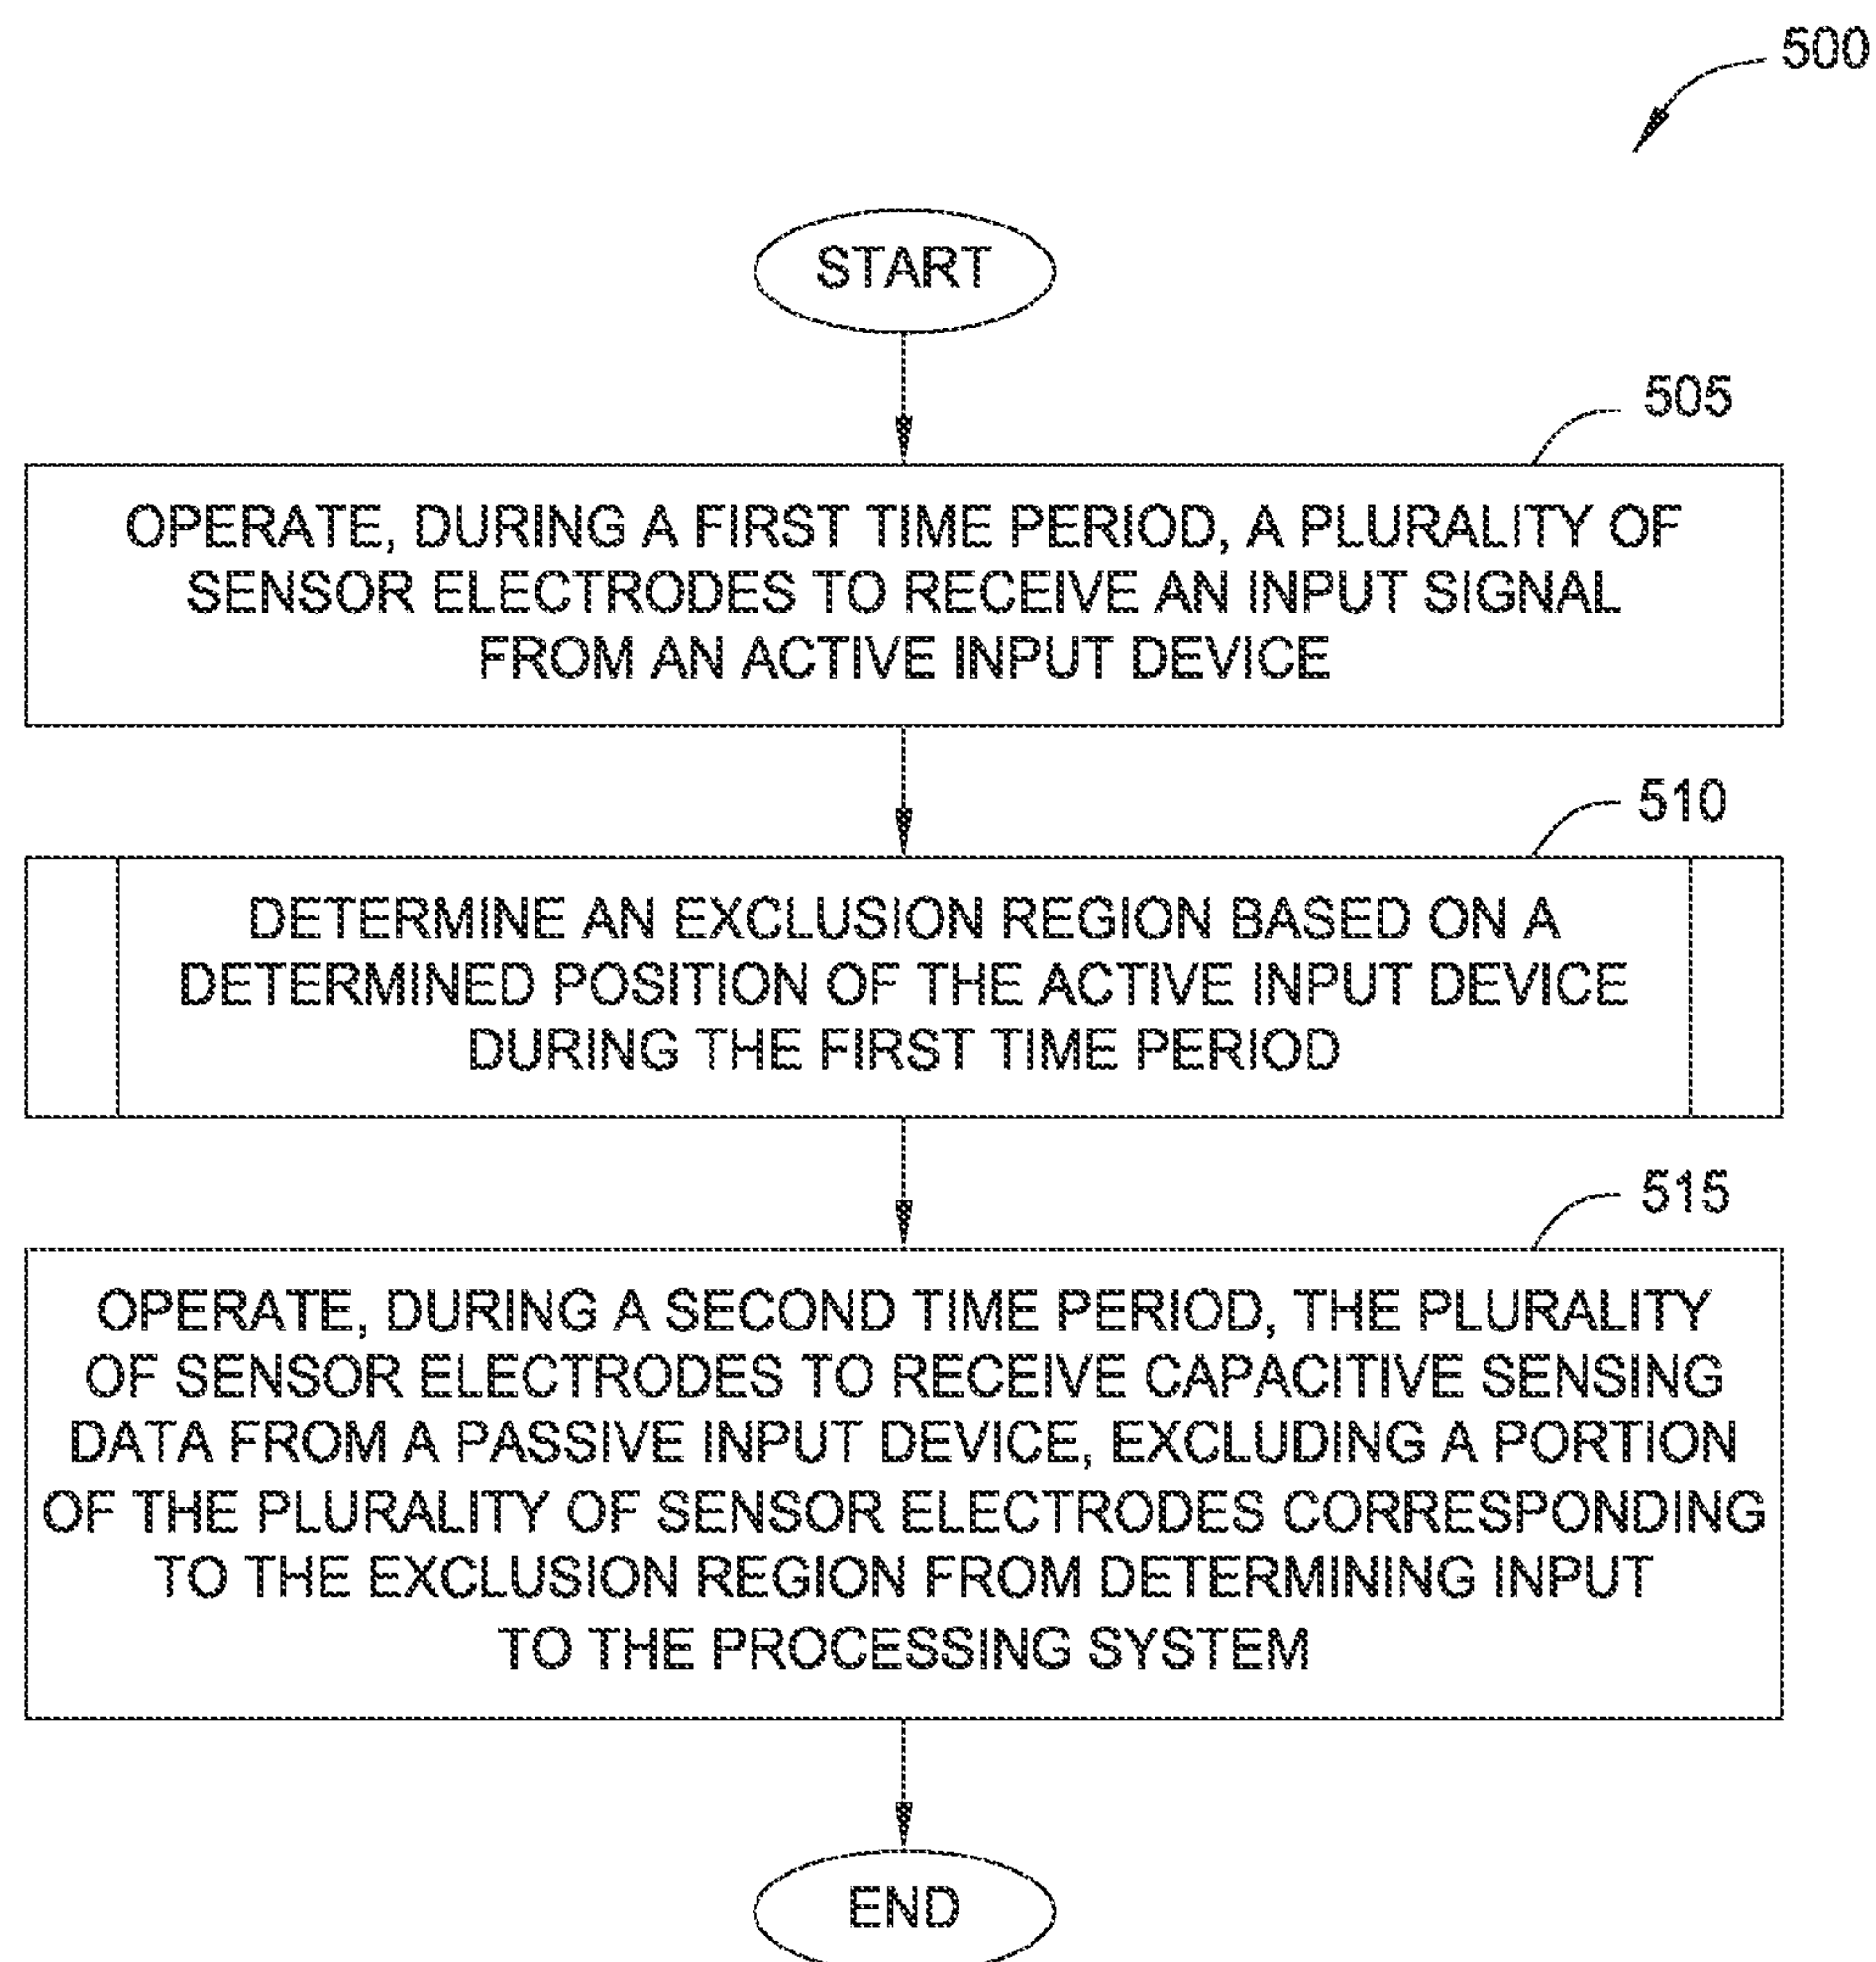 500
START
505
OPERATE, DURING A FIRST TIME PERIOD, A PLURALITY OF
SENSOR ELECTRODES TO RECEIVE AN INPUT SIGNAL
FROM AN ACTIVE INPUT DEVICE
510
DETERMINE AN EXCLUSION REGION BASED ON A
DETERMINED POSITION OF THE ACTIVE INPUT DEVICE
DURING THE FIRST TIME PERIOD
515
OPERATE, DURING A SECOND TIME PERIOD, THE PLURALITY
OF SENSOR ELECTRODES TO RECEIVE CAPACITIVE SENSING
DATA FROM A PASSIVE INPUT DEVICE, EXCLUDING A PORTION
OF THE PLURALITY OF SENSOR ELECTRODES CORRESPONDING
TO THE EXCLUSION REGION FROM DETERMINING INPUT
TO THE PROCESSING SYSTEM
END